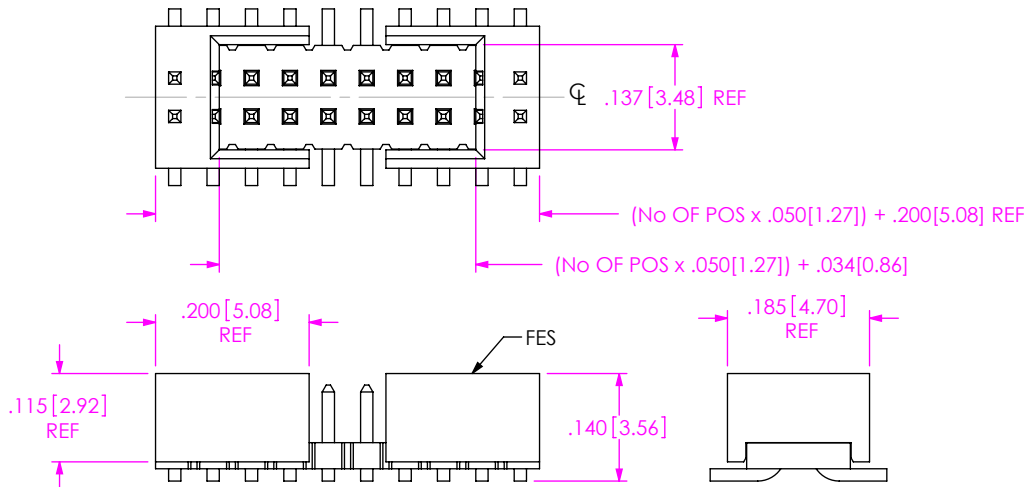 ℄
.137[3.48] REF
(No OF POS x .050[1.27]) + .200[5.08] REF
(No OF POS x .050[1.27]) + .034[0.86]
.200[5.08]
REF
.185[4.70]
REF
FES
.115[2.92]
REF
.140[3.56]